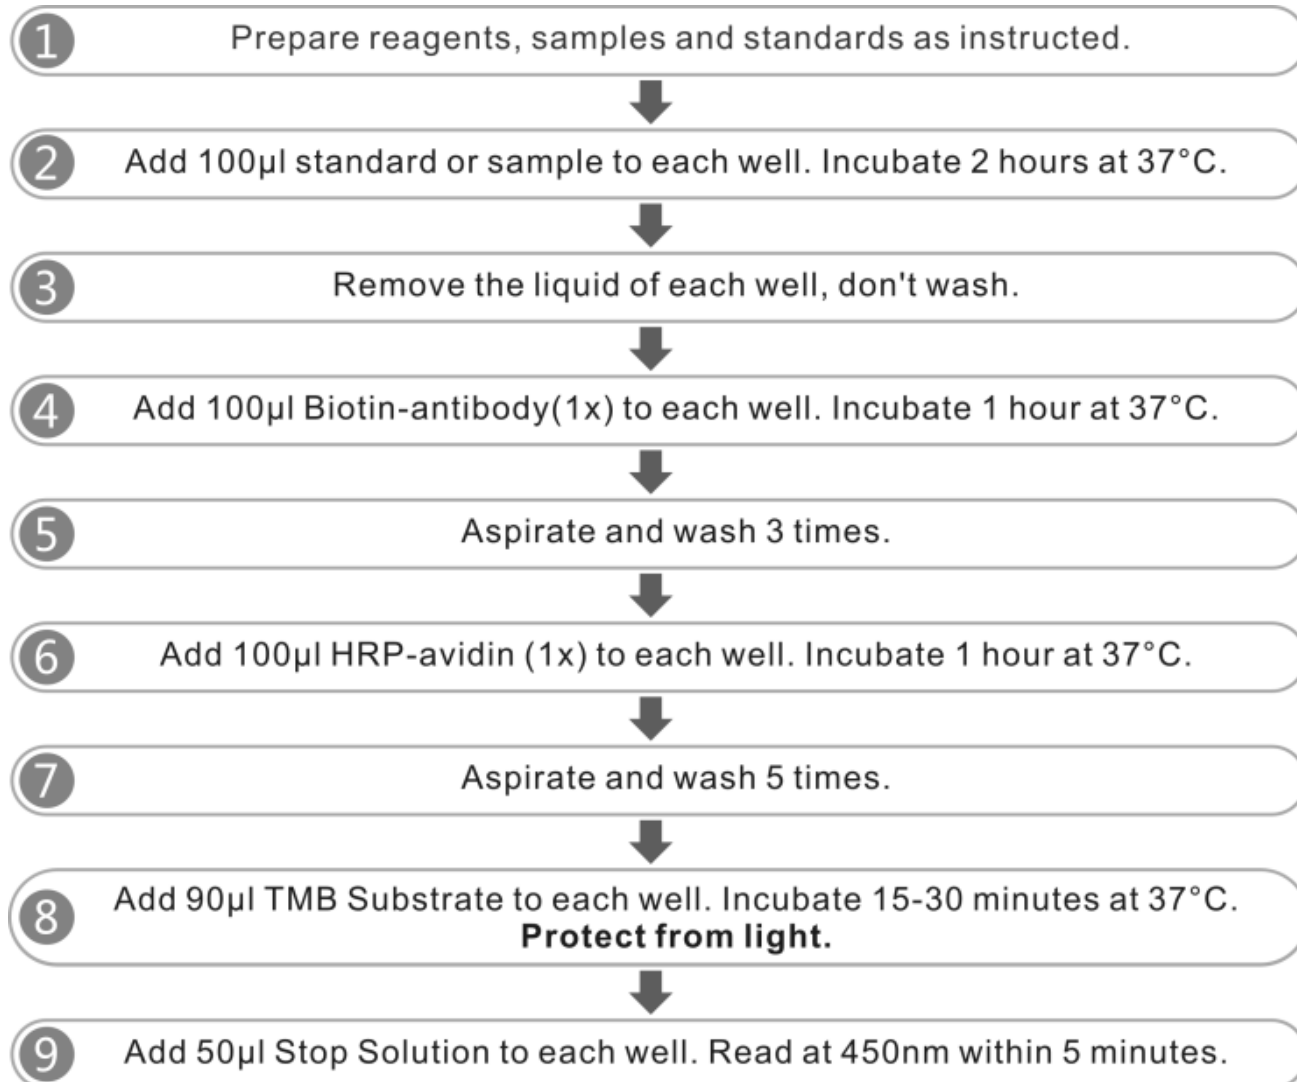 1 Prepare reagents, samples and standards as instructed.
2 Add 100µl standard or sample to each well. Incubate 2 hours at 37°C.
3 Remove the liquid of each well, don't wash.
4 Add 100µl Biotin-antibody(1x) to each well. Incubate 1 hour at 37°C.
5 Aspirate and wash 3 times.
6 Add 100µl HRP-avidin (1x) to each well. Incubate 1 hour at 37°C.
7 Aspirate and wash 5 times.
8 Add 90µl TMB Substrate to each well. Incubate 15-30 minutes at 37°C.
Protect from light.
9 Add 50µl Stop Solution to each well. Read at 450nm within 5 minutes.